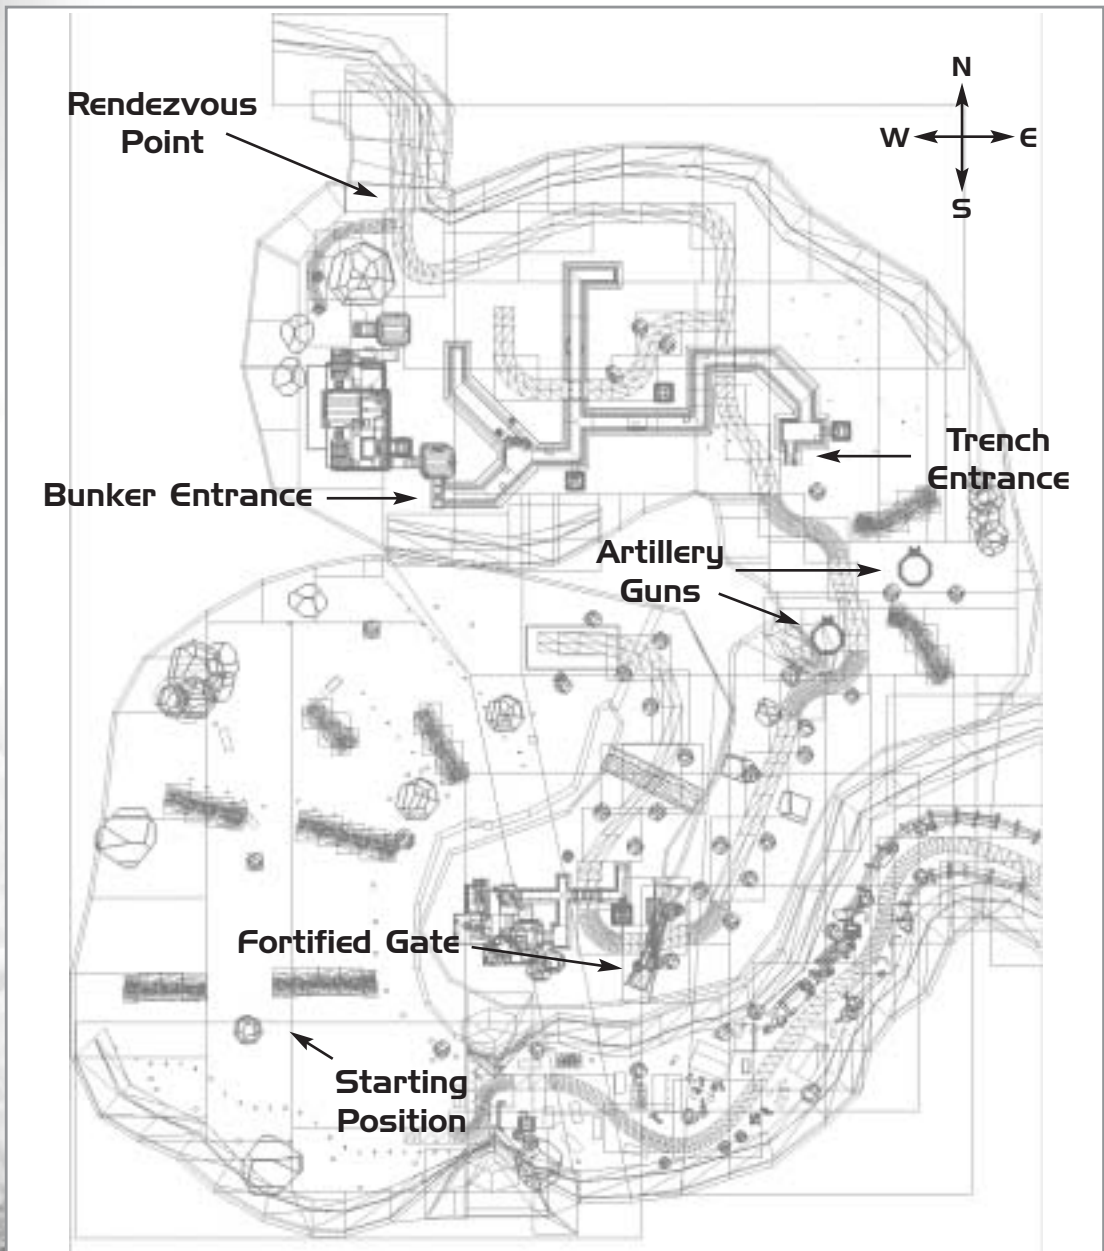 N
Rendezvous
Point
W E
S
Trench
Entrance
Bunker Entrance
Artillery
Guns
Fortified Gate
Starting
Position